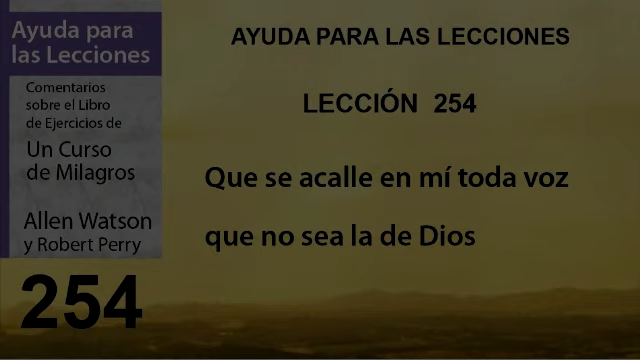 Ayuda para
las Lecciones
Comentarios
sobre el Libro
de Ejercicios de
Un Curso
de Milagros
Allen Watson
y Robert Perry
254
AYUDA PARA LAS LECCIONES
LECCIÓN 254
Que se acalle en mí toda voz
que no sea la de Dios